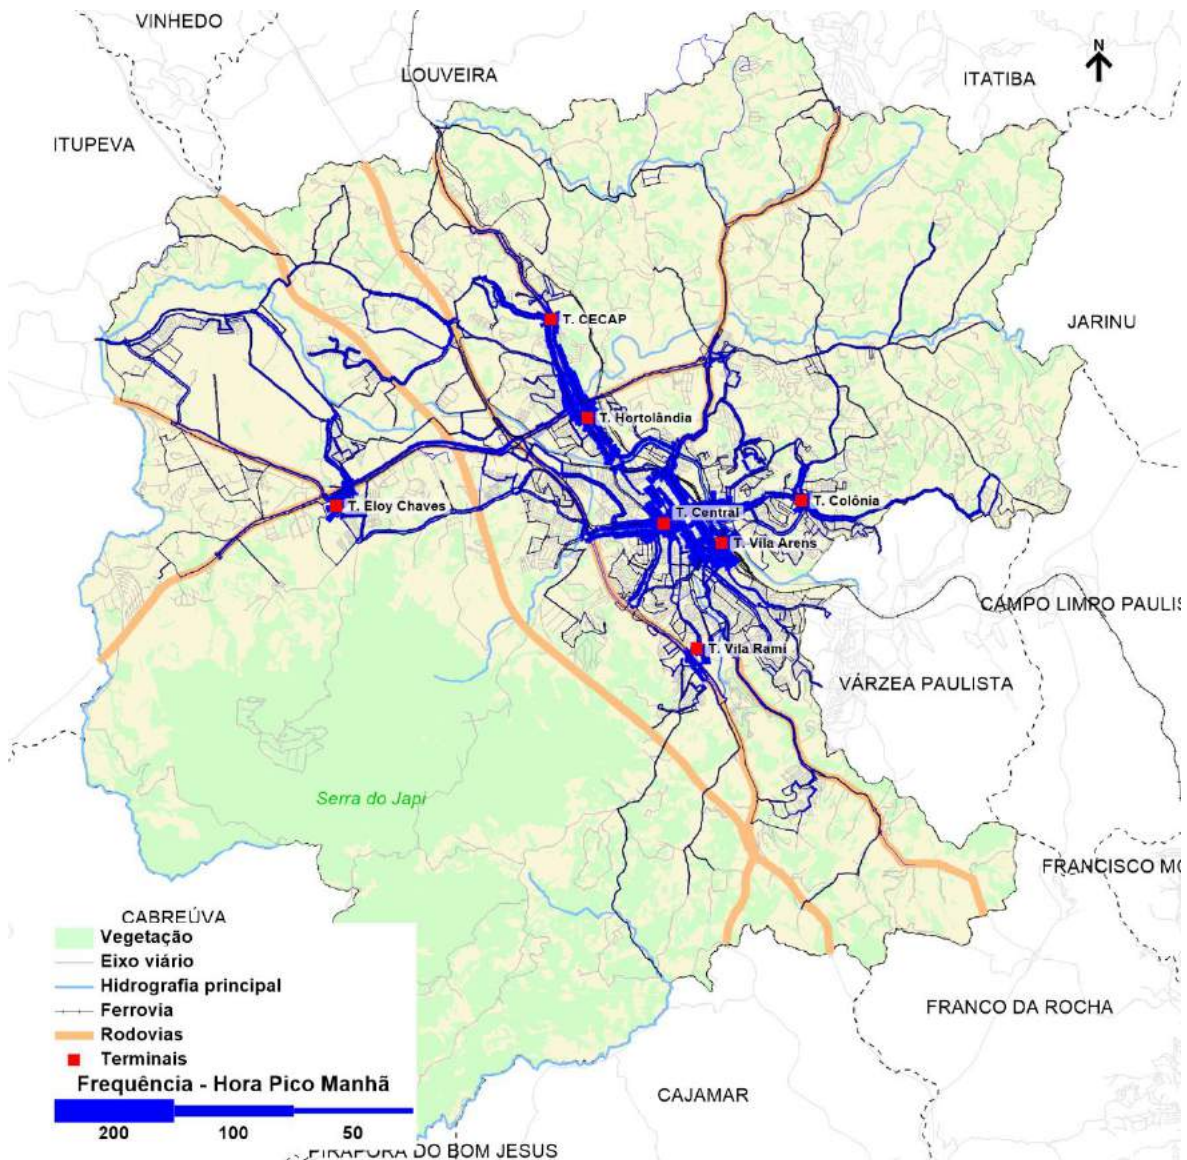 VINHEDO
LOUVEIRA
ITATIBA
N
ITUPEVA
JARINU
T. CECAP
T. Hortolândia
T. Eloy Chaves
T. Colônia
T. Central
T. Vila Arens
CAMPO LIMPO PAULIS
T. Vila Rami
VÁRZEA PAULISTA
Serra do Japi
FRANCISCO MO
CABREÚVA
Vegetação
Eixo viário
Hidrografia principal
Ferrovia
Rodovias
Terminais
Frequência - Hora Pico Manhã
200 100 50
FRANCO DA ROCHA
CAJAMAR
PIRAPORA DO BOM JESUS